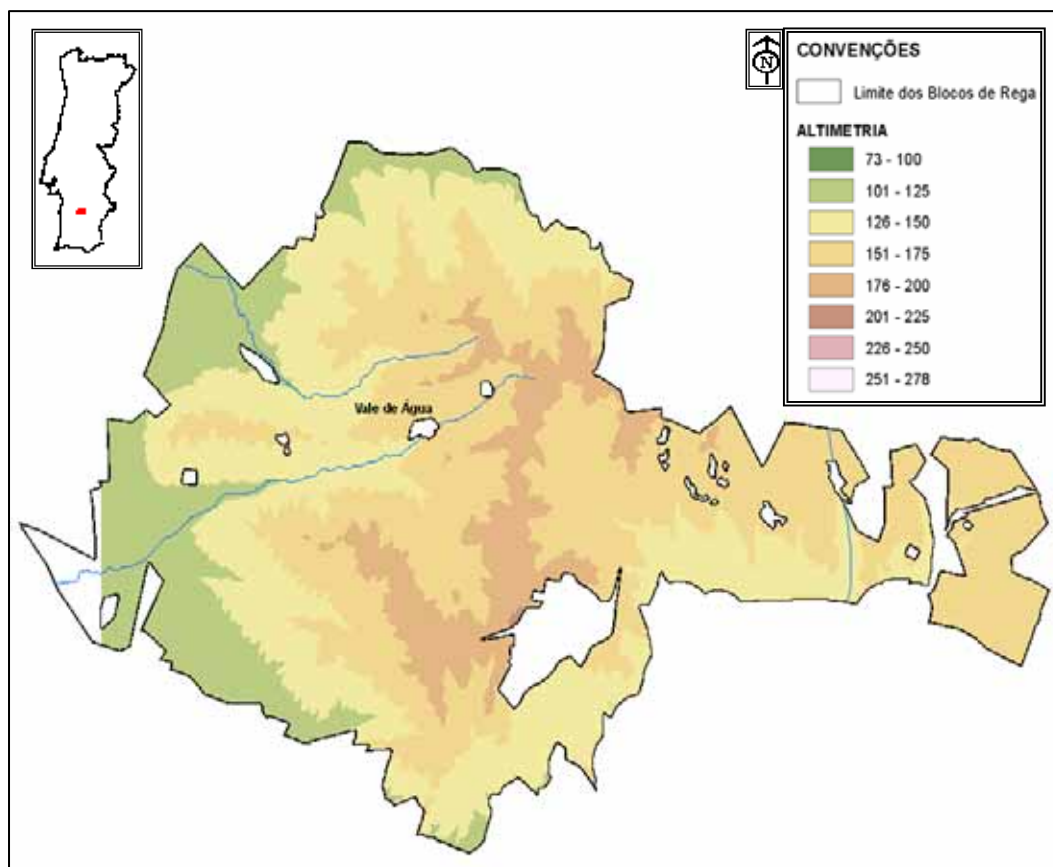 N
CONVENÇÕES
Limite dos Blocos de Rega
ALTIMETRIA
73 - 100
101 - 125
126 - 150
151 - 175
176 - 200
201 - 225
226 - 250
251 - 278
Vale de Água